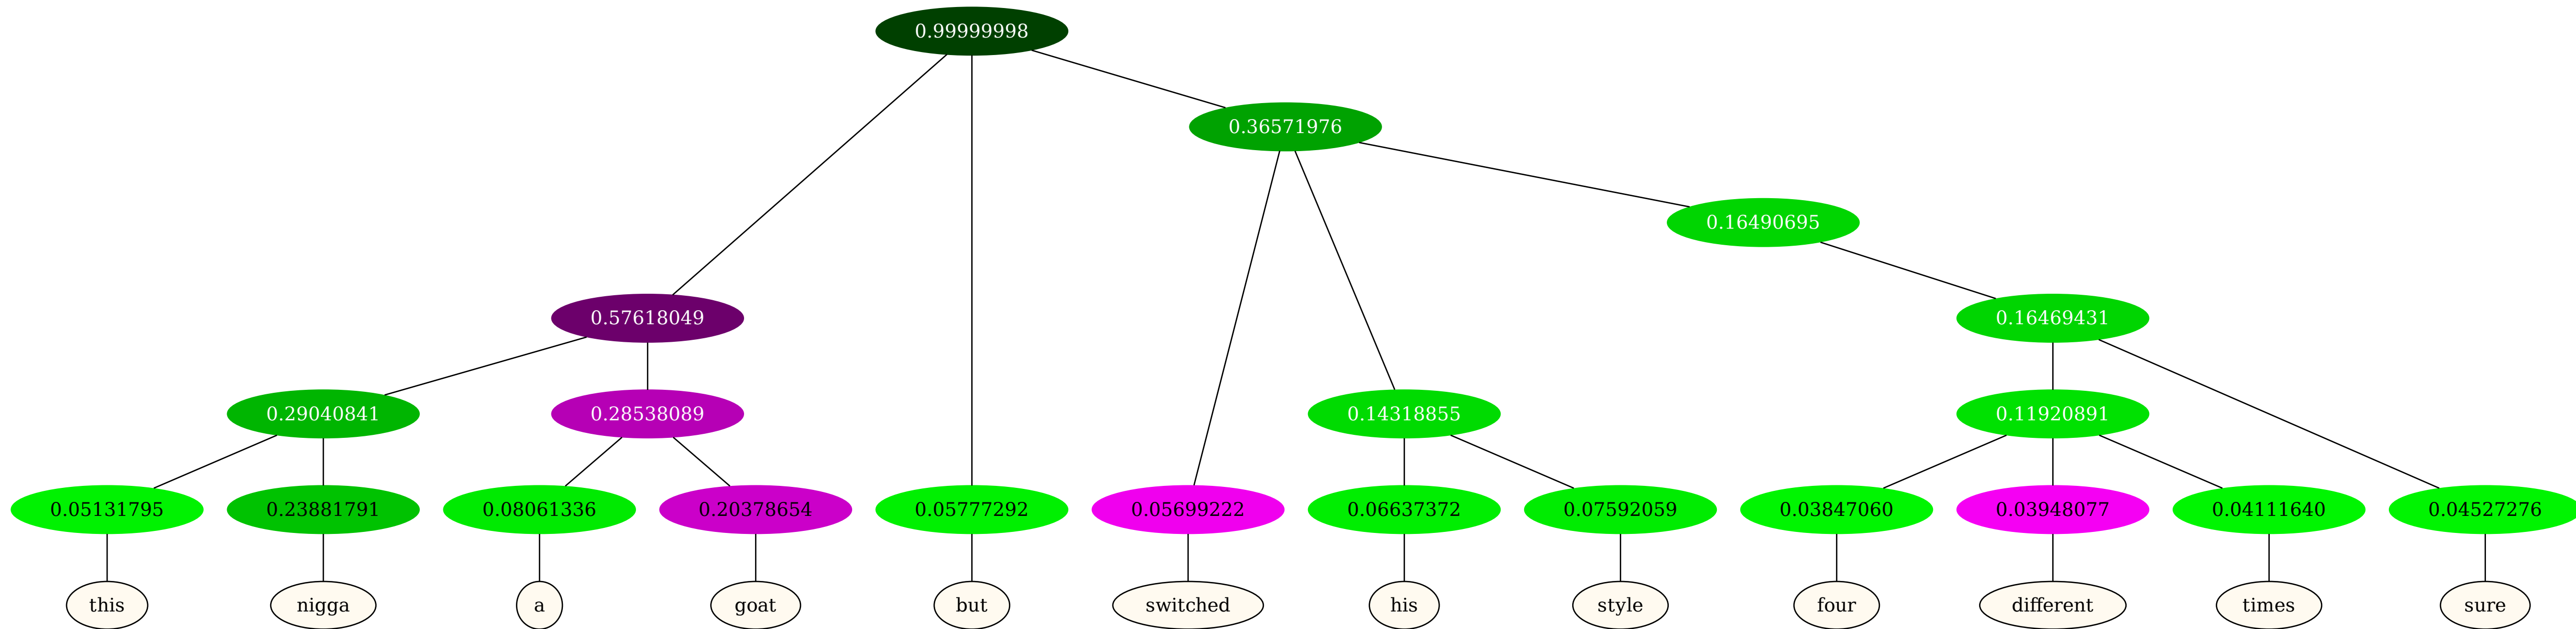 0.99999998
0.36571976
0.16490695
0.57618049 0.16469431
0.29040841 0.28538089 0.14318855 0.11920891
0.05131795 0.23881791 0.08061336 0.20378654 0.05777292 0.05699222 0.06637372 0.07592059 0.03847060 0.03948077 0.04111640 0.04527276
this nigga a goat but switched his style four different times sure